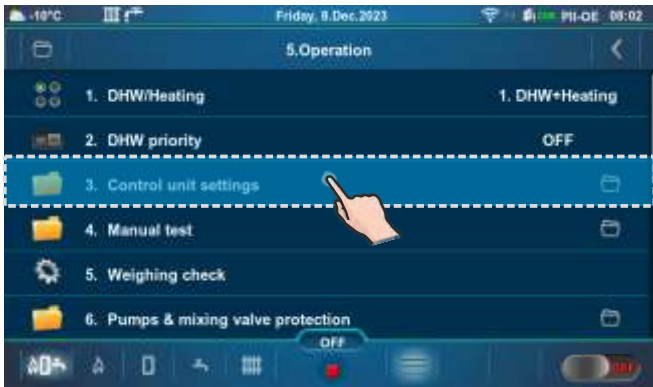 -10°C Friday, 8.Dec.2023 PII-OE 08:02
5.Operation
1. DHW/Heating 1. DHW+Heating
2. DHW priority OFF
3. Control unit settings
4. Manual test
5. Weighing check
6. Pumps & mixing valve protection
OFF
OFF